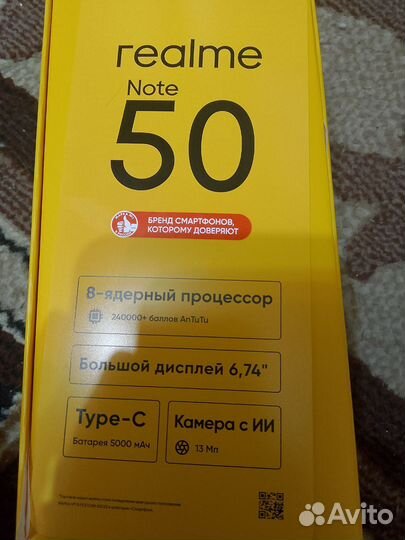 realme
Note
50
БРЕНД СМАРТФОНОВ,
КОТОРОМУ ДОВЕРЯЮТ
8-ядерный процессор
240000+ баллов AnTuTu
Большой дисплей 6,74"
Type-C
Батарея 5000 мАч
Камера с ИИ
13 Мп
Avito